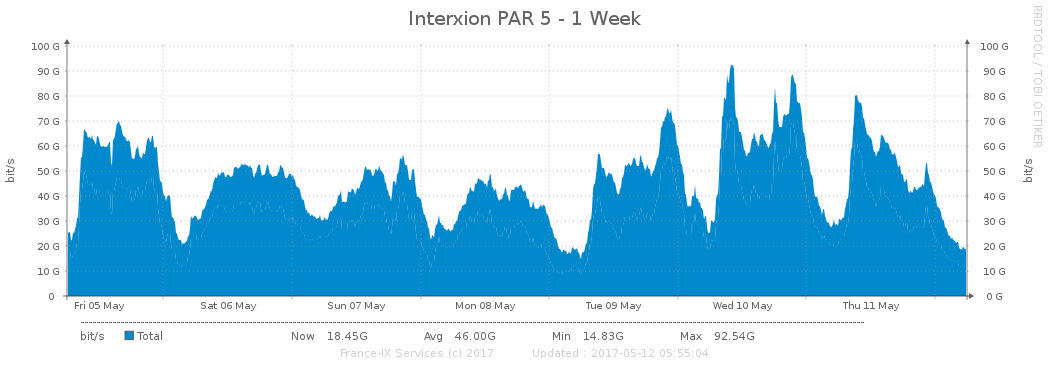 Interxion PAR 5 - 1 Week
RRDTOOL / TOBI OETIKER
100 G 100 G
90 G 90 G
80 G 80 G
70 G 70 G
60 G 60 G
50 G 50 G
40 G 40 G
30 G 30 G
20 G 20 G
10 G 10 G
0 0 G
bit/s
bit/s
Fri 05 May Sat 06 May Sun 07 May Mon 08 May Tue 09 May Wed 10 May Thu 11 May
bit/s Total Now 18.45G Avg 46.00G Min 14.83G Max 92.54G
France-IX Services (c) 2017 Updated : 2017-05-12 05:55:04